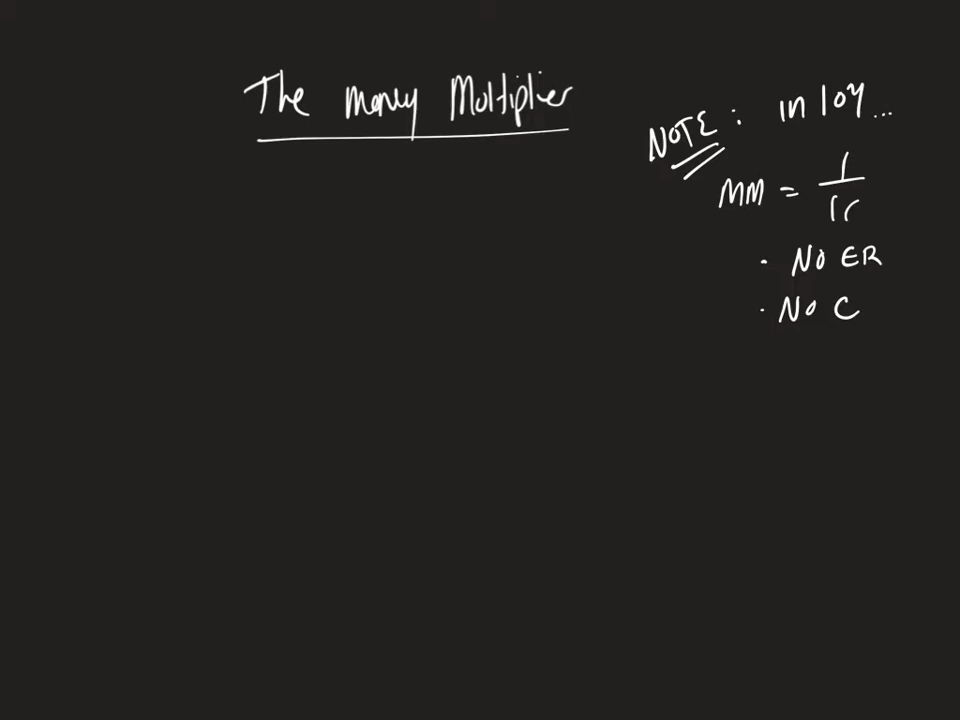 The Money Multiplier
NOTE: in 104...
MM = 1/rr
· NO ER
· NO C